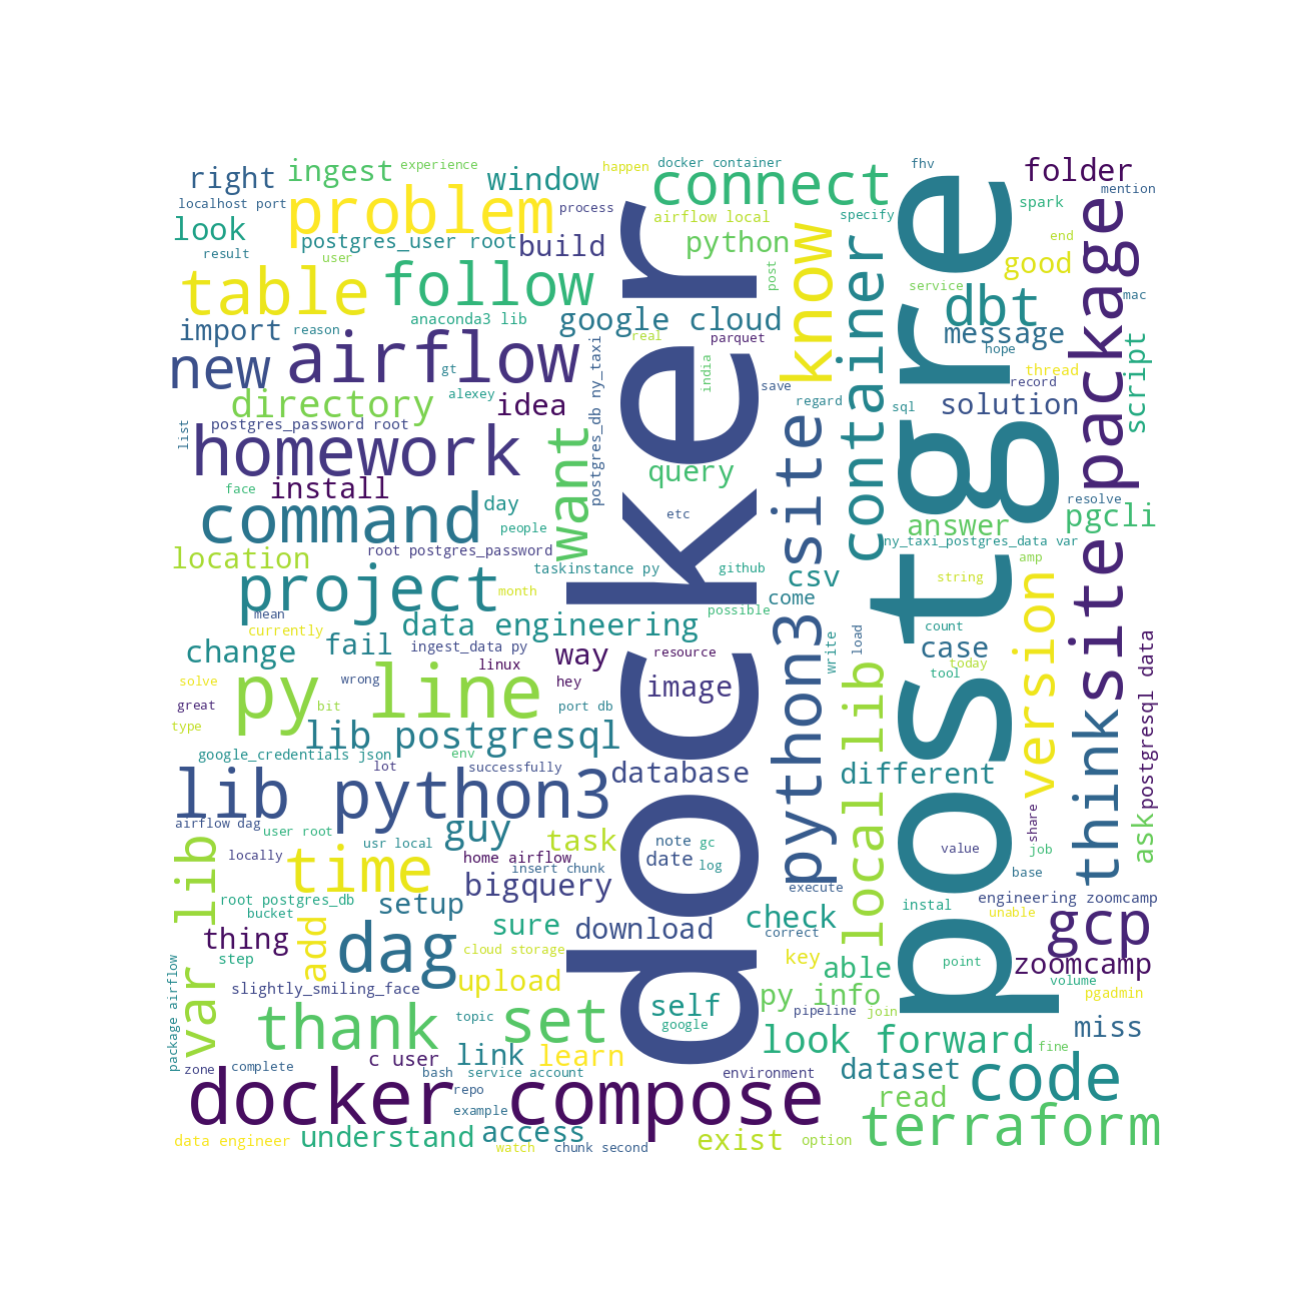 right
ingest
experience
window
happen
docker container
connect
fhv
folder
mention
localhost port
problem
process
airflow local
specify
postgre
spark
look
postgres_user root
build
python
know
container
end
package
result
user
docker
post
good
table
follow
service
dbt
mac
anaconda3 lib
google cloud
import
reason
real
parquet
message
script
new
airflow
gt
postgres_db ny_taxi
india
hope
thread
record
directory
alexey
idea
save
regard
sql
solution
list
postgres_password root
homework
want
query
site
face
install
day
etc
resolve
pgcli
command
people
answer
location
root postgres_password
ny_taxi_postgres_data var
taskinstance py
github
csv
amp
site
project
month
string
version
mean
possible
come
currently
data engineering
count
change
fail
ingest_data py
way
resource
python3
write
load
case
postgresql data
solve
wrong
linux
hey
image
local lib
today
tool
great
py line
port db
type
bit
think
lib postgresql
google_credentials json
env
lot
successfully
database
different
lib python3
share
ask
airflow dag
user root
guy
task
note
gc
value
job
var lib
locally
usr local
home airflow
date
log
time
insert chunk
base
bigquery
execute
root postgres_db
setup
engineering zoomcamp
bucket
instal
unable
add
sure
download
check
gcp
thing
dag
correct
package airflow
step
cloud storage
key
able
point
zoomcamp
slightly_smiling_face
upload
volume
self
py info
pgadmin
thank
topic
set
google
pipeline
join
miss
look forward
fine
c user
link
learn
zone
complete
bash
service account
environment
dataset
code
docker compose
repo
read
example
data engineer
understand
access
exist
option
terraform
watch
chunk second